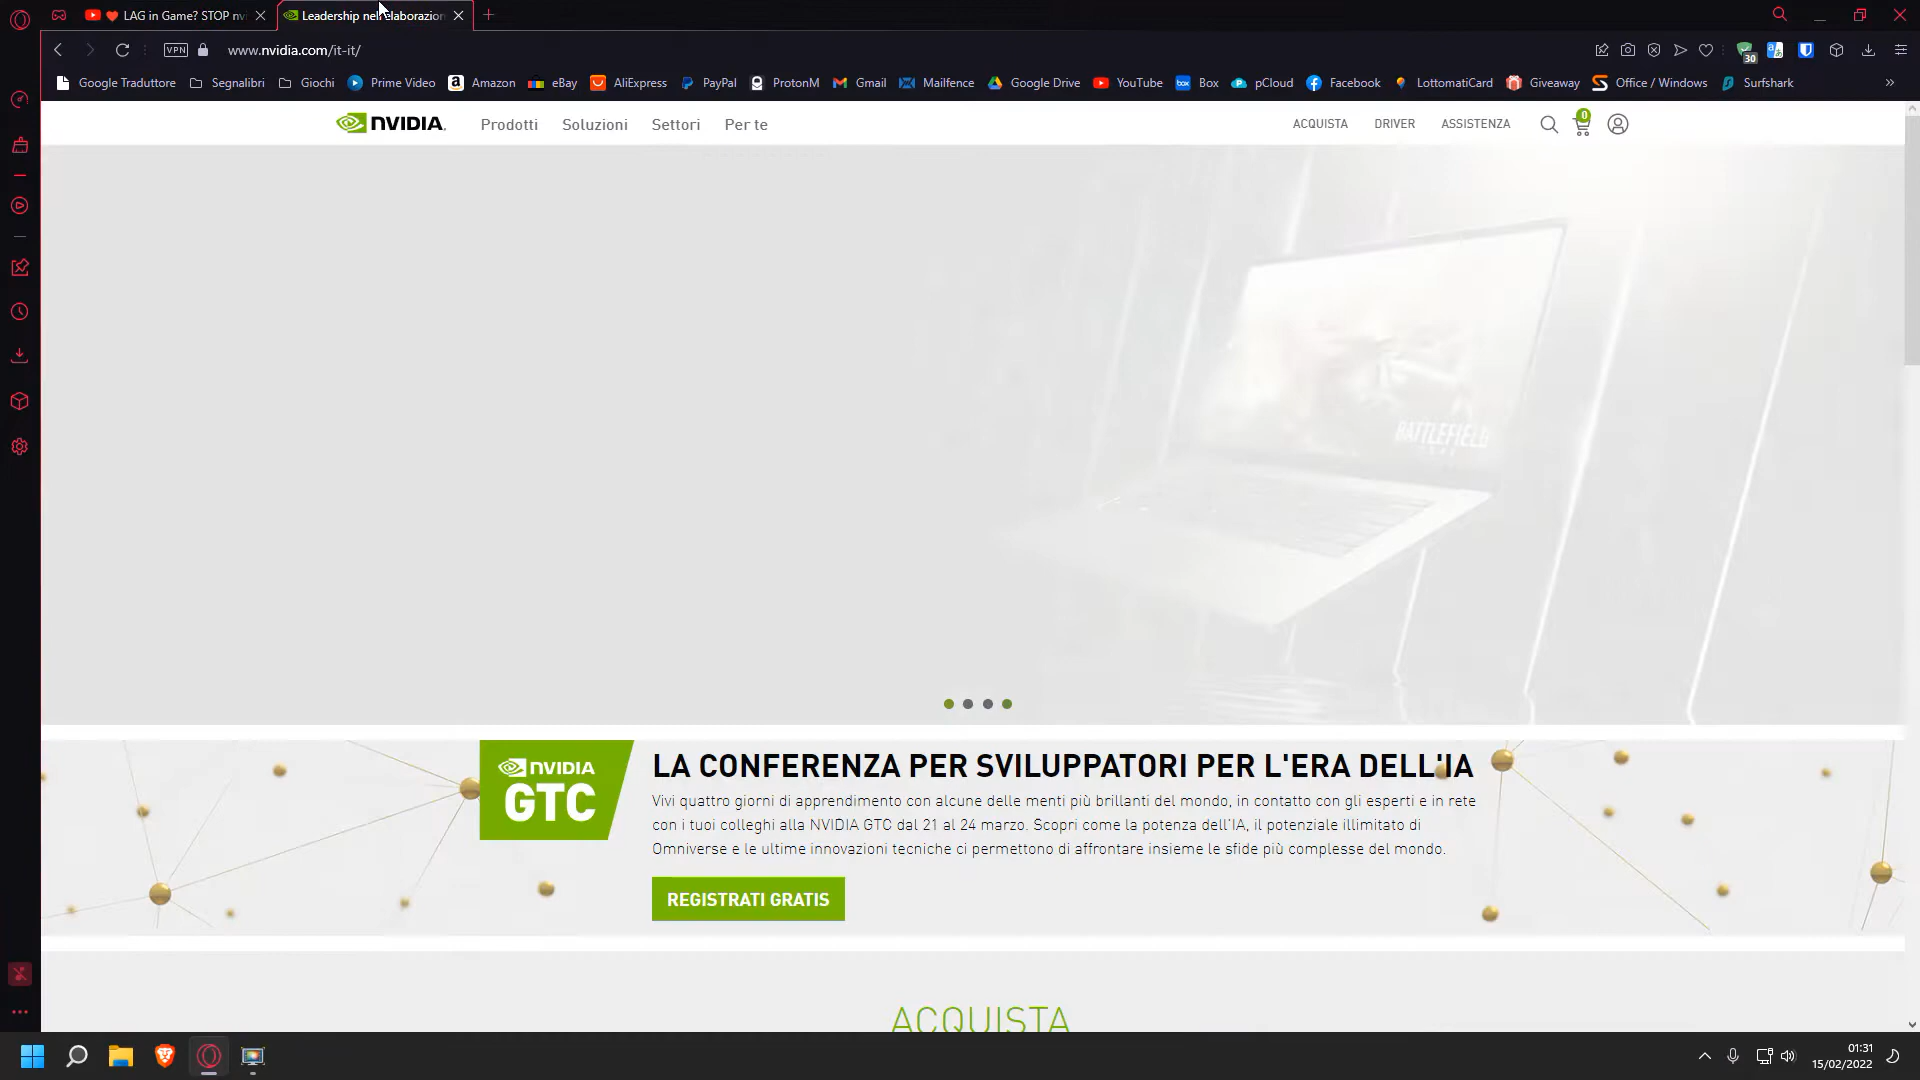 LAG in Game? STOP nvi
Leadership nell'elaborazion
VPN
www.nvidia.com/it-it/
30
Google Traduttore
Segnalibri
Giochi
Prime Video
Amazon
eBay
AliExpress
PayPal
ProtonM
Gmail
Mailfence
Google Drive
YouTube
box
Box
pCloud
Facebook
LottomatiCard
Giveaway
Office / Windows
Surfshark
NVIDIA.
Prodotti
Soluzioni
Settori
Per te
ACQUISTA
DRIVER
ASSISTENZA
0
BATTLEFIELD
NVIDIA
GTC
LA CONFERENZA PER SVILUPPATORI PER L'ERA DELL'IA
Vivi quattro giorni di apprendimento con alcune delle menti più brillanti del mondo, in contatto con gli esperti e in rete
con i tuoi colleghi alla NVIDIA GTC dal 21 al 24 marzo. Scopri come la potenza dell'IA, il potenziale illimitato di
Omniverse e le ultime innovazioni tecniche ci permettono di affrontare insieme le sfide più complesse del mondo.
REGISTRATI GRATIS
ACQUISTA
01:31
15/02/2022